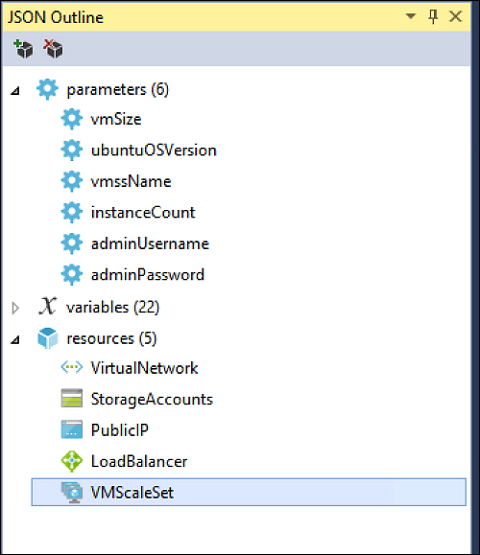 JSON Outline
parameters (6)
vmSize
ubuntuOSVersion
vmssName
instanceCount
adminUsername
adminPassword
variables (22)
resources (5)
VirtualNetwork
StorageAccounts
PublicIP
LoadBalancer
VMScaleSet